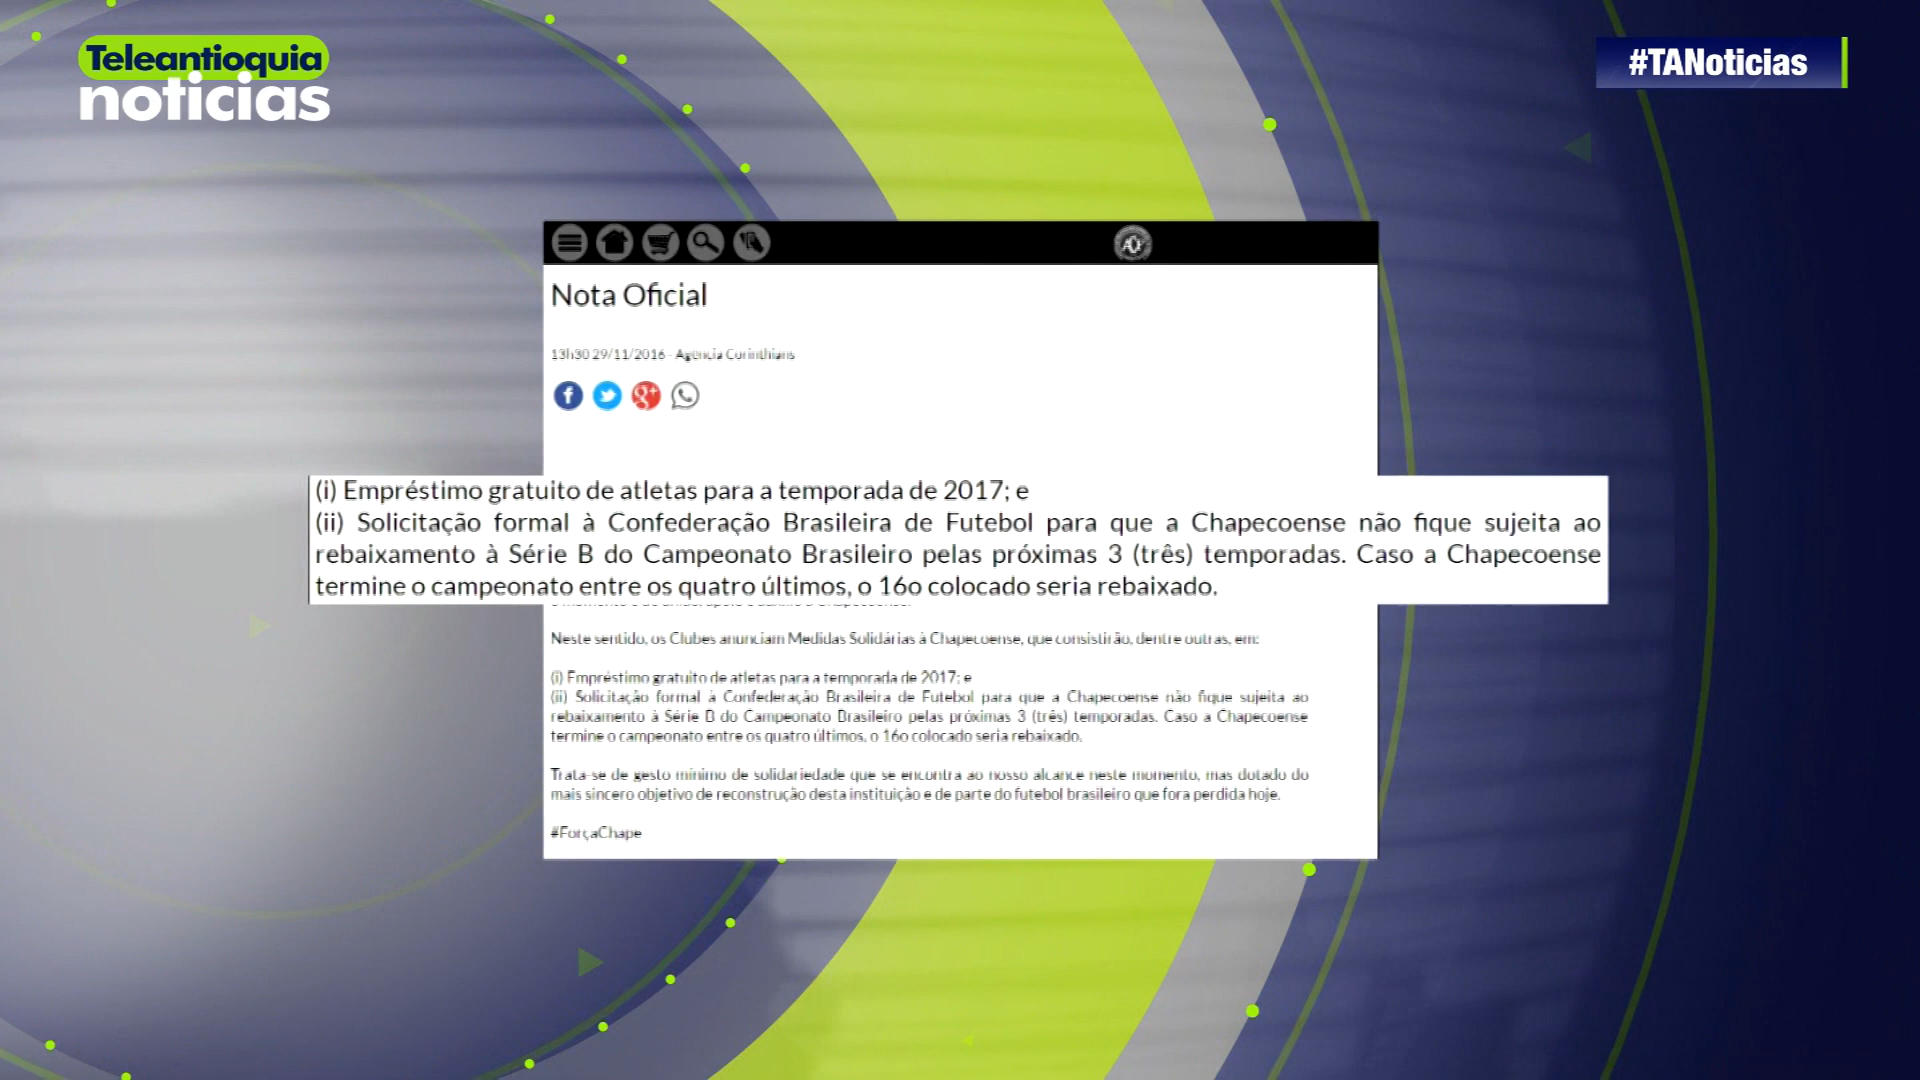 Teleantioquia
noticias
#TANoticias
Nota Oficial
13h30 29/11/2016 - Agência Corinthians
(i) Empréstimo gratuito de atletas para a temporada de 2017; e
(ii) Solicitação formal à Confederação Brasileira de Futebol para que a Chapecoense não fique sujeita ao
rebaixamento à Série B do Campeonato Brasileiro pelas próximas 3 (três) temporadas. Caso a Chapecoense
termine o campeonato entre os quatro últimos, o 16o colocado seria rebaixado.
Neste sentido, os Clubes anunciam Medidas Solidárias à Chapecoense, que consistirão, dentre outras, em:
(i) Empréstimo gratuito de atletas para a temporada de 2017; e
(ii) Solicitação formal à Confederação Brasileira de Futebol para que a Chapecoense não fique sujeita ao
rebaixamento à Série B do Campeonato Brasileiro pelas próximas 3 (três) temporadas. Caso a Chapecoense
termine o campeonato entre os quatro últimos, o 16o colocado seria rebaixado.
Trata-se de gesto mínimo de solidariedade que se encontra ao nosso alcance neste momento, mas dotado do
mais sincero objetivo de reconstrução desta instituição e de parte do futebol brasileiro que fora perdida hoje.
#ForçaChape